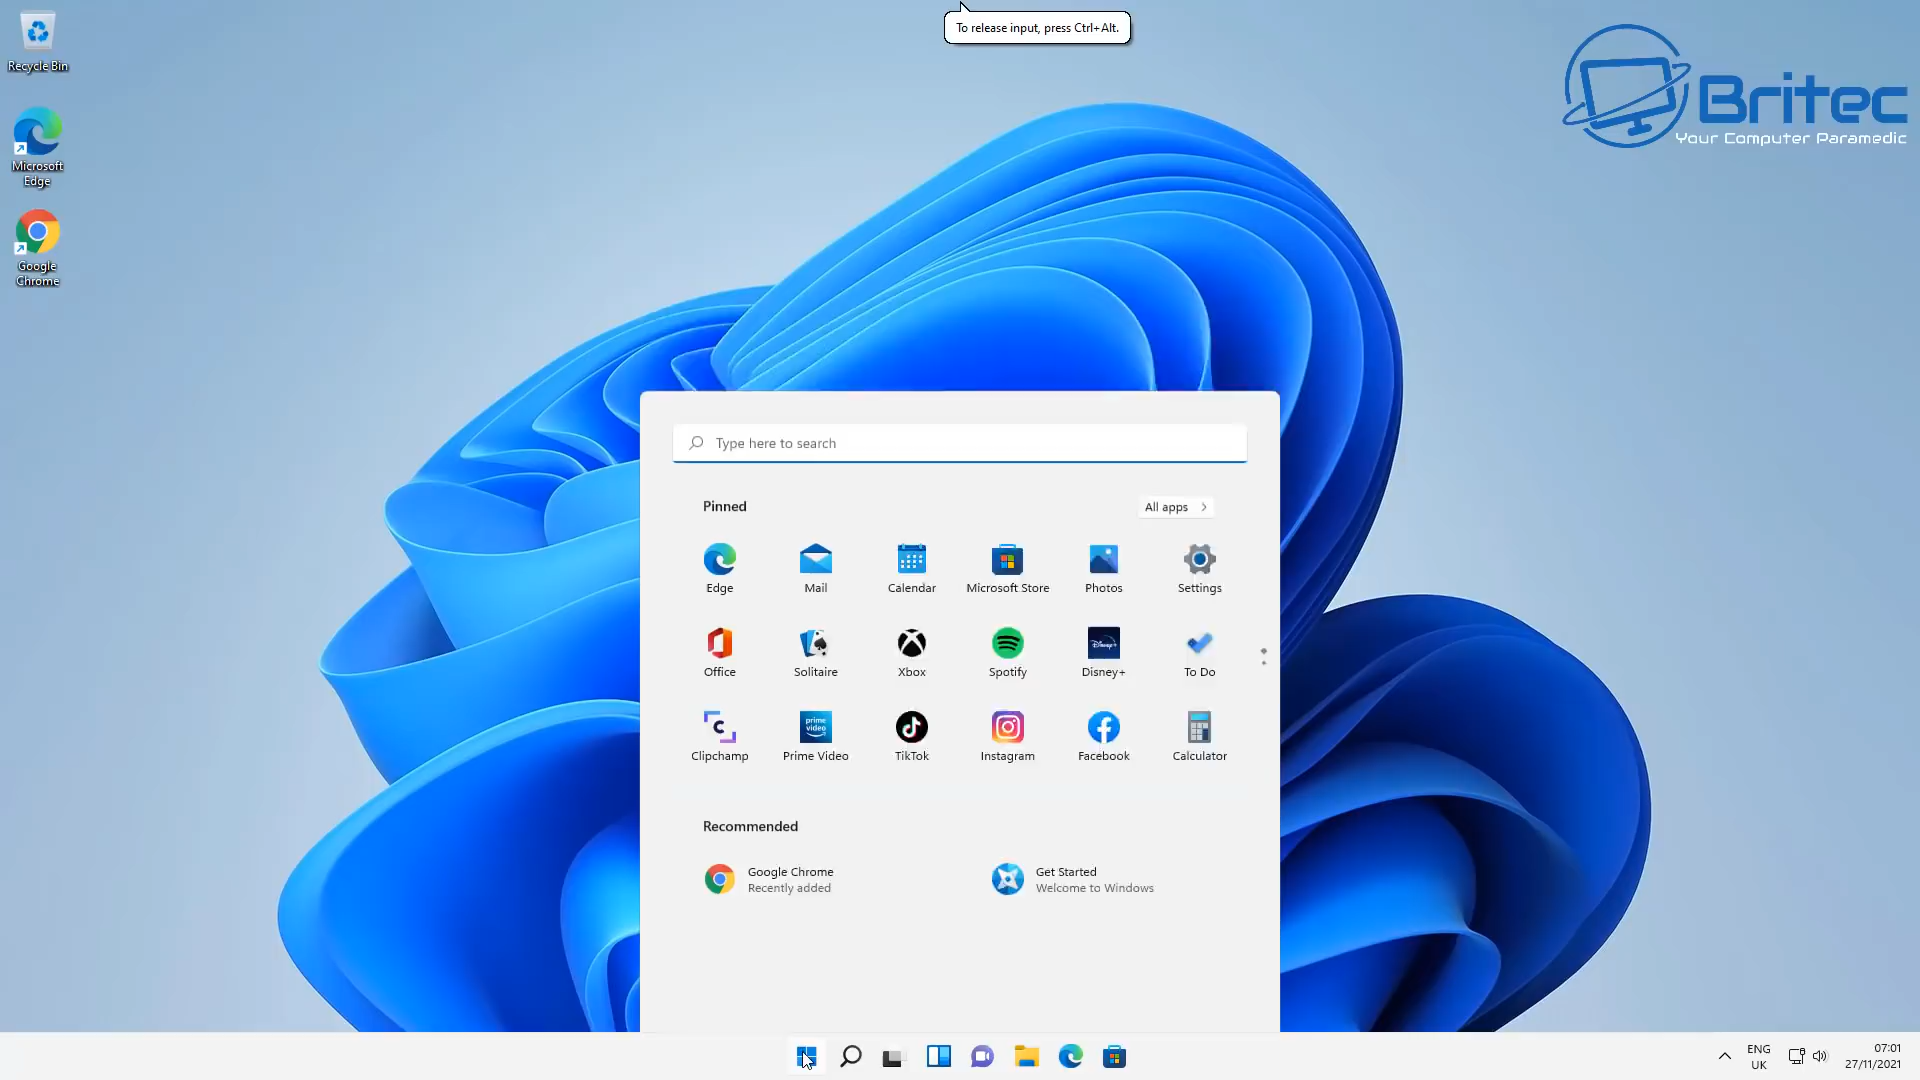 To release input, press Ctrl+Alt.
Recycle Bin
Microsoft
Edge
Google
Chrome
Britec
Your Computer Paramedic
Type here to search
Pinned
All apps
Edge
Mail
Calendar
Microsoft Store
Photos
Settings
Office
Solitaire
Xbox
Spotify
Disney+
Disney+
To Do
prime
video
Clipchamp
Prime Video
TikTok
Instagram
Facebook
Calculator
Recommended
Google Chrome
Recently added
Get Started
Welcome to Windows
ENG
UK
07:01
27/11/2021